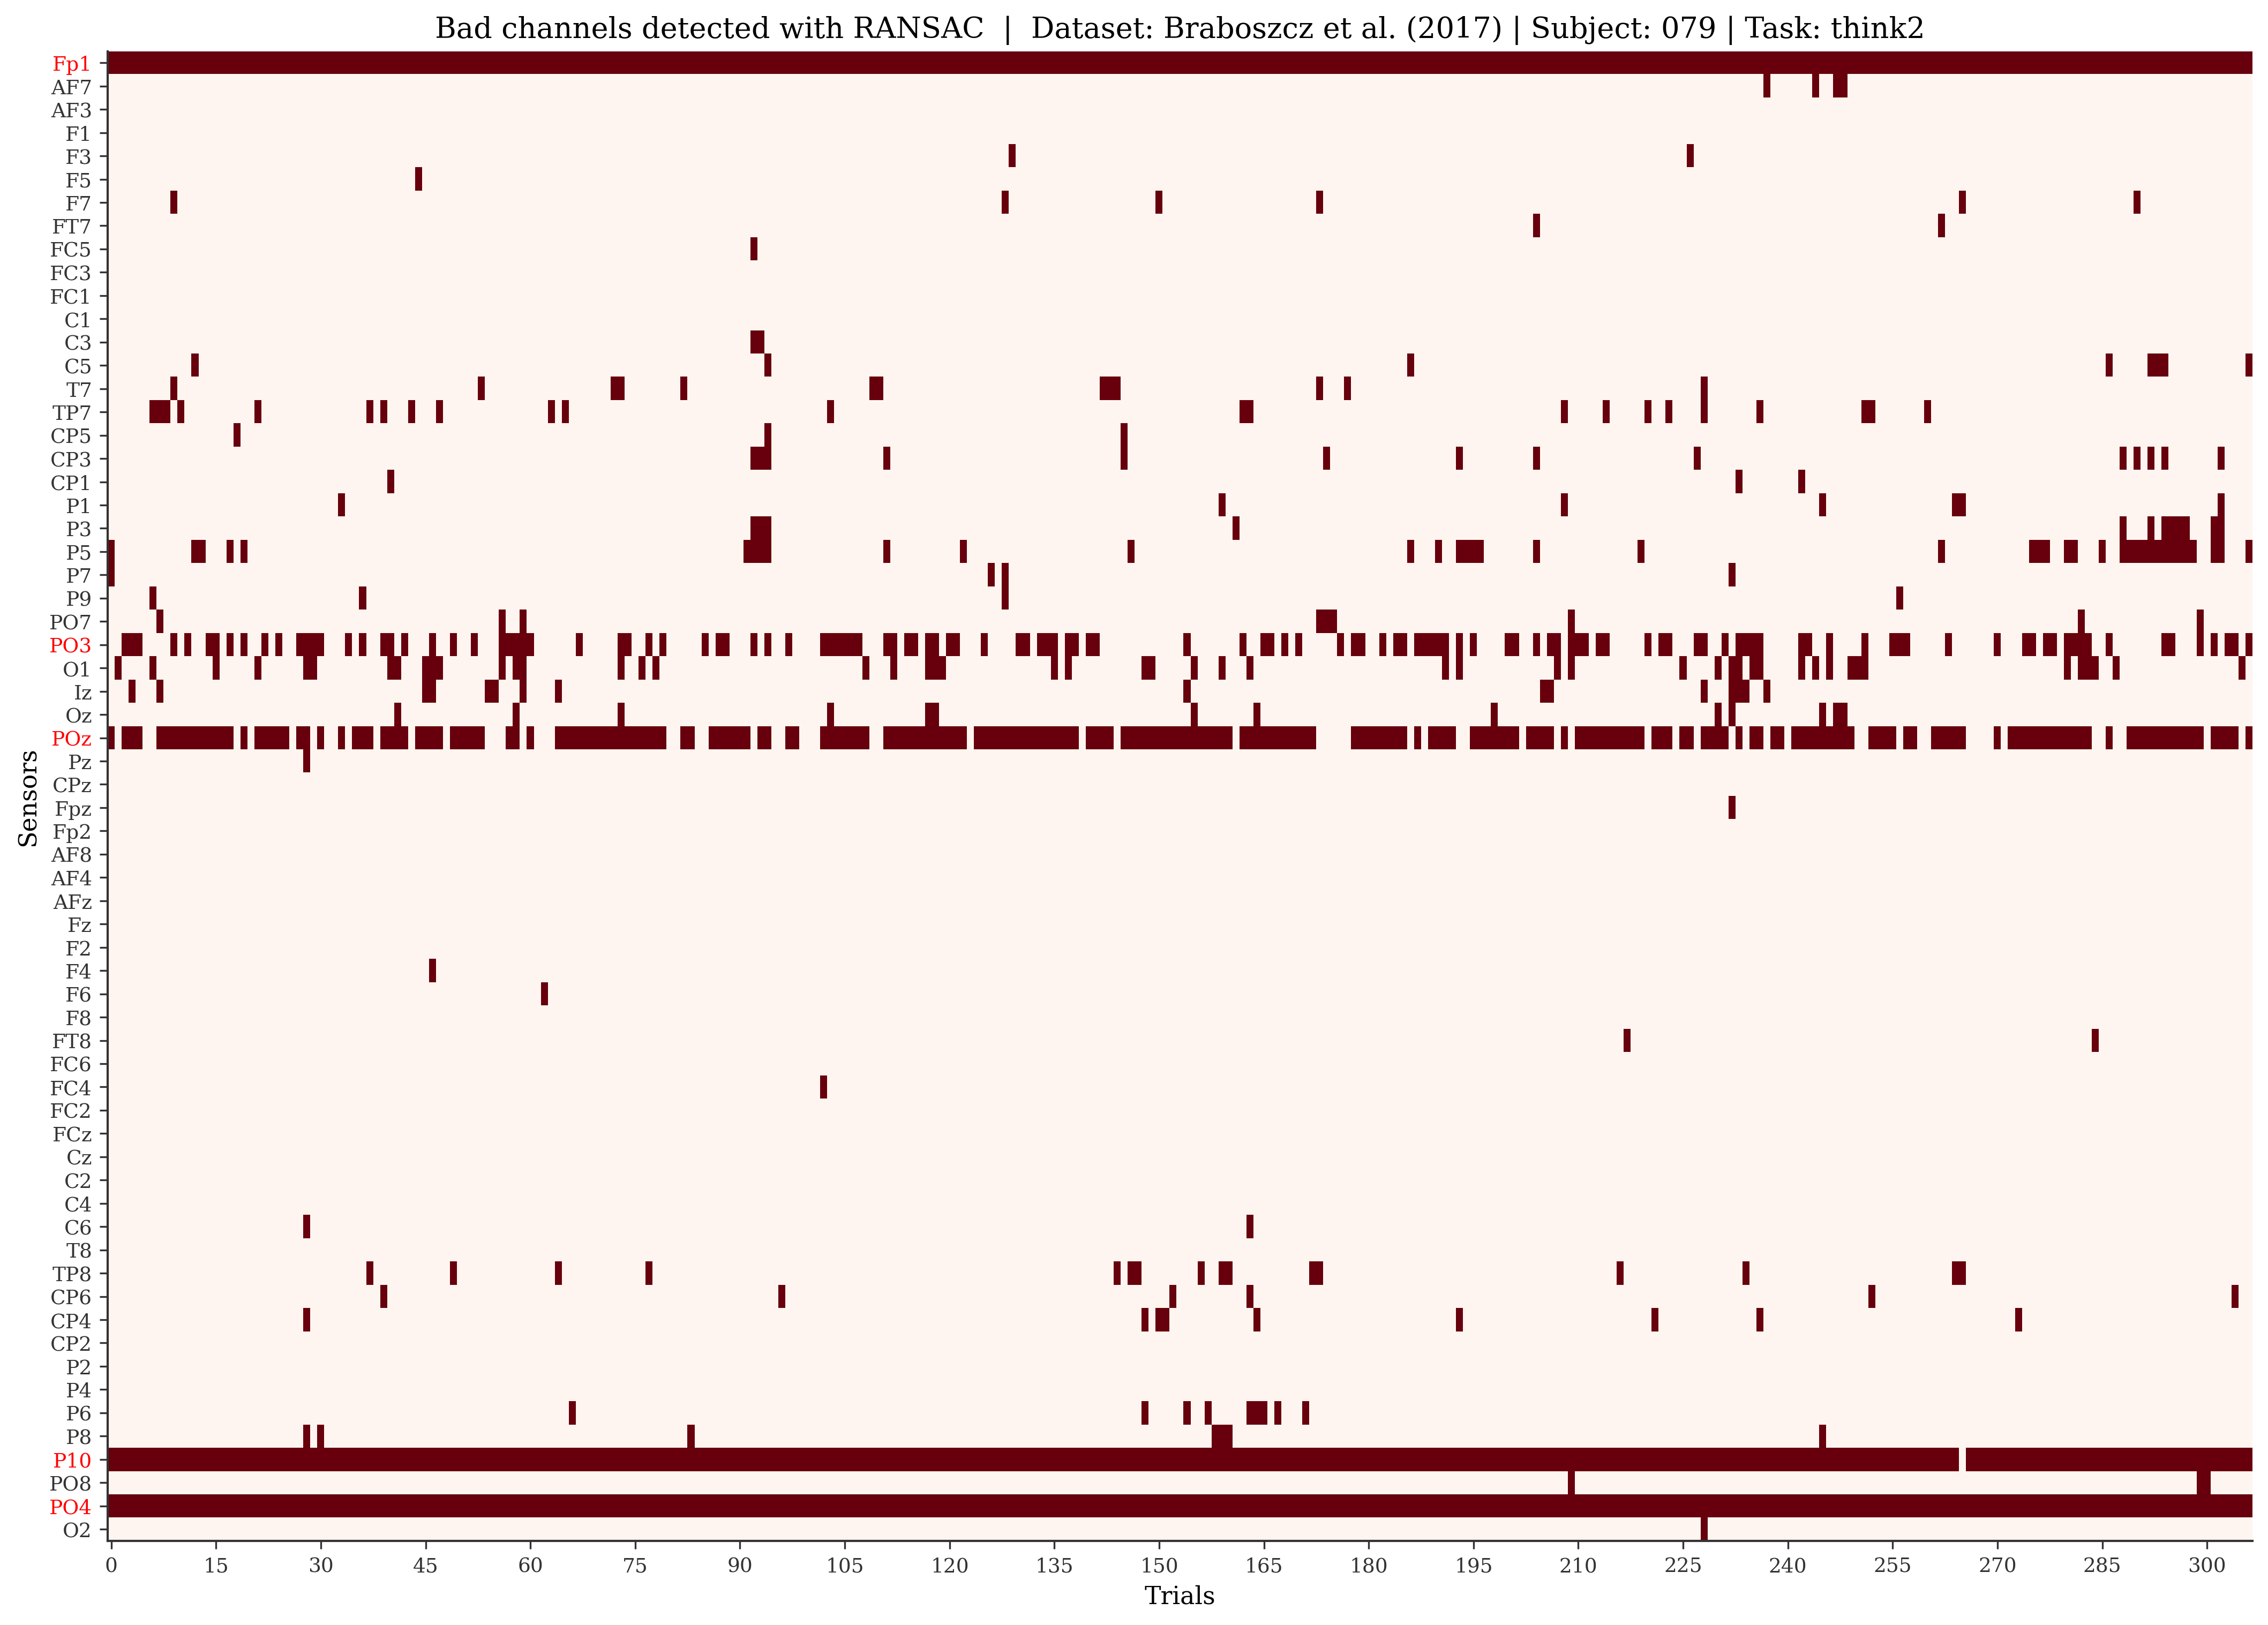 Bad channels detected with RANSAC | Dataset: Braboszcz et al. (2017) | Subject: 079 | Task: think2
Sensors
Fp1
AF7
AF3
F1
F3
F5
F7
FT7
FC5
FC3
FC1
C1
C3
C5
T7
TP7
CP5
CP3
CP1
P1
P3
P5
P7
P9
PO7
PO3
O1
Iz
Oz
POz
Pz
CPz
Fpz
Fp2
AF8
AF4
AFz
Fz
F2
F4
F6
F8
FT8
FC6
FC4
FC2
FCz
Cz
C2
C4
C6
T8
TP8
CP6
CP4
CP2
P2
P4
P6
P8
P10
PO8
PO4
O2
0 15 30 45 60 75 90 105 120 135 150 165 180 195 210 225 240 255 270 285 300
Trials